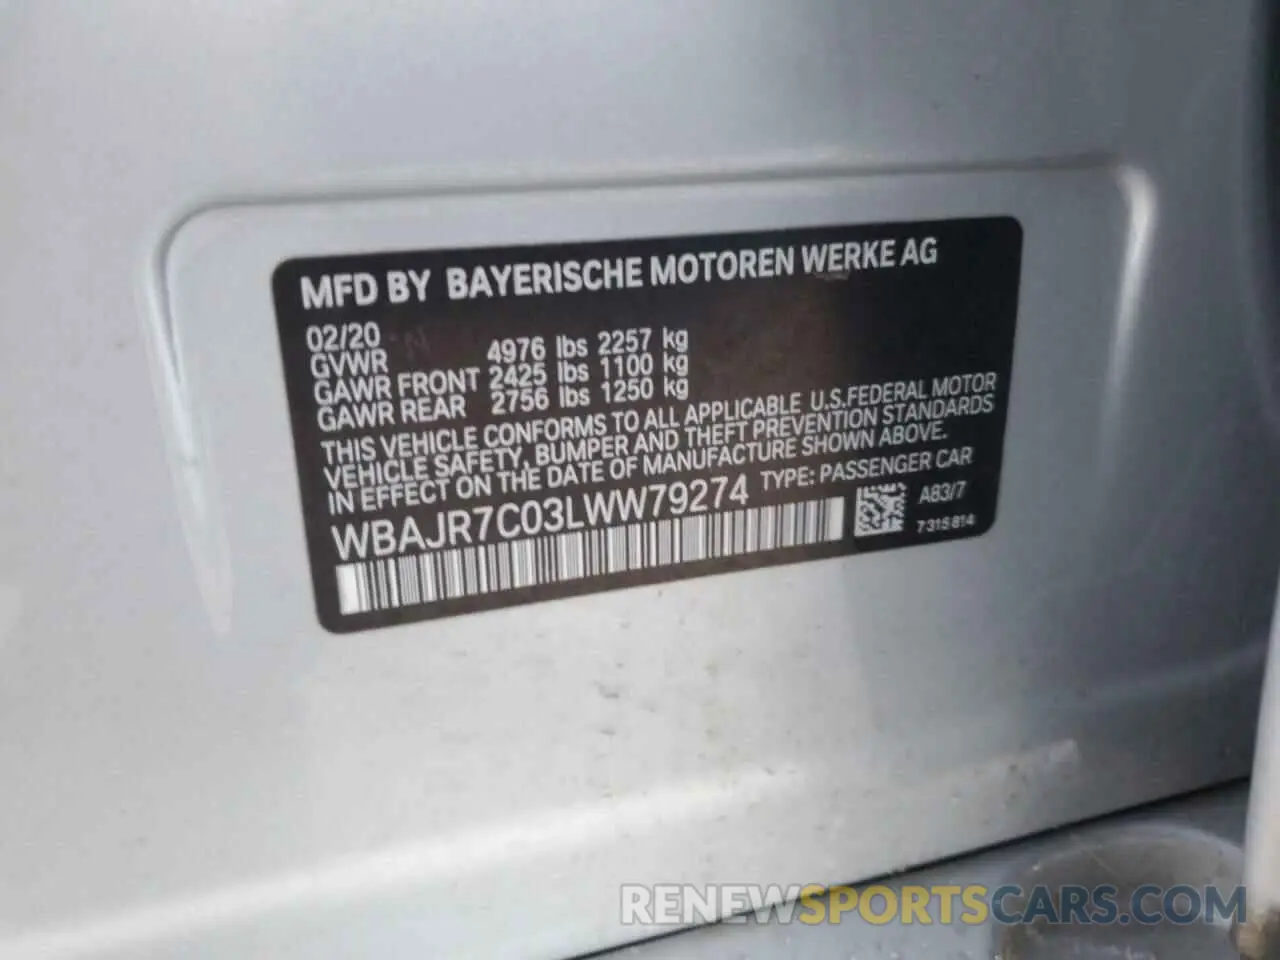 MFD BY BAYERISCHE MOTOREN WERKE AG
02/20
GVWR 4976 lbs 2257 kg
GAWR FRONT 2425 lbs 1100 kg
GAWR REAR 2756 lbs 1250 kg
THIS VEHICLE CONFORMS TO ALL APPLICABLE U.S.FEDERAL MOTOR
VEHICLE SAFETY, BUMPER AND THEFT PREVENTION STANDARDS
IN EFFECT ON THE DATE OF MANUFACTURE SHOWN ABOVE.
WBAJR7C03LWW79274 TYPE: PASSENGER CAR
A83/7
7315814
RENEWSPORTSCARS.COM